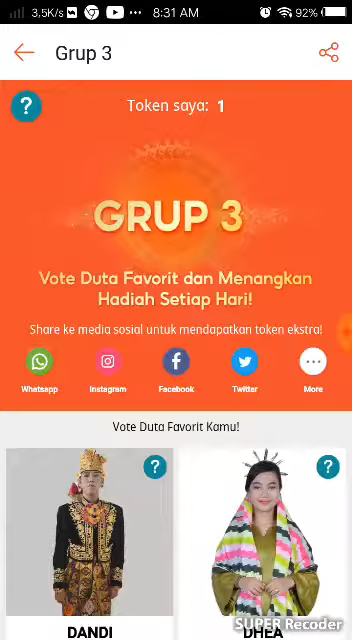 3,5K/s ... 8:31 AM 92%
Grup 3
Token saya: 1
?
GRUP 3
Vote Duta Favorit dan Menangkan
Hadiah Setiap Hari!
Share ke media sosial untuk mendapatkan token ekstra!
Whatsapp Instagram Facebook Twitter More
Vote Duta Favorit Kamu!
? ?
DANDI DHEA
SUPER Recoder